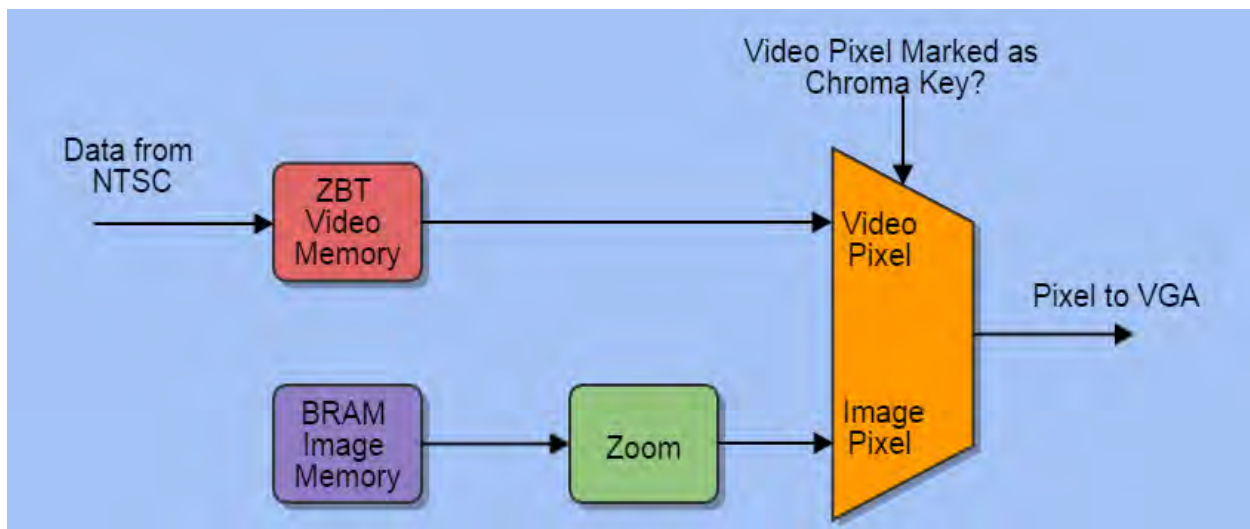 Video Pixel Marked as
Chroma Key?
Data from
NTSC
ZBT
Video
Memory
Video
Pixel
Pixel to VGA
BRAM
Image
Memory
Zoom
Image
Pixel